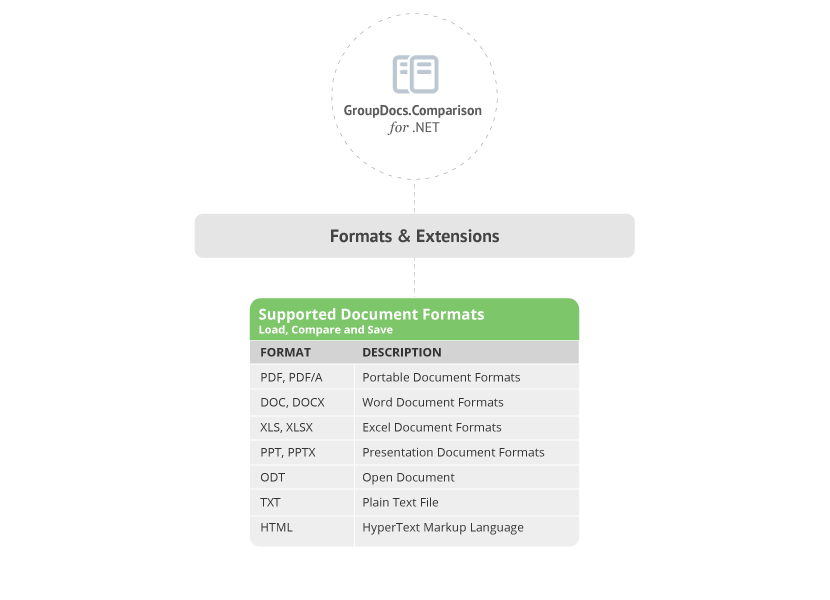 GroupDocs.Comparison
for .NET
Formats & Extensions
Supported Document Formats
Load, Compare and Save
FORMAT DESCRIPTION
PDF, PDF/A Portable Document Formats
DOC, DOCX Word Document Formats
XLS, XLSX Excel Document Formats
PPT, PPTX Presentation Document Formats
ODT Open Document
TXT Plain Text File
HTML HyperText Markup Language